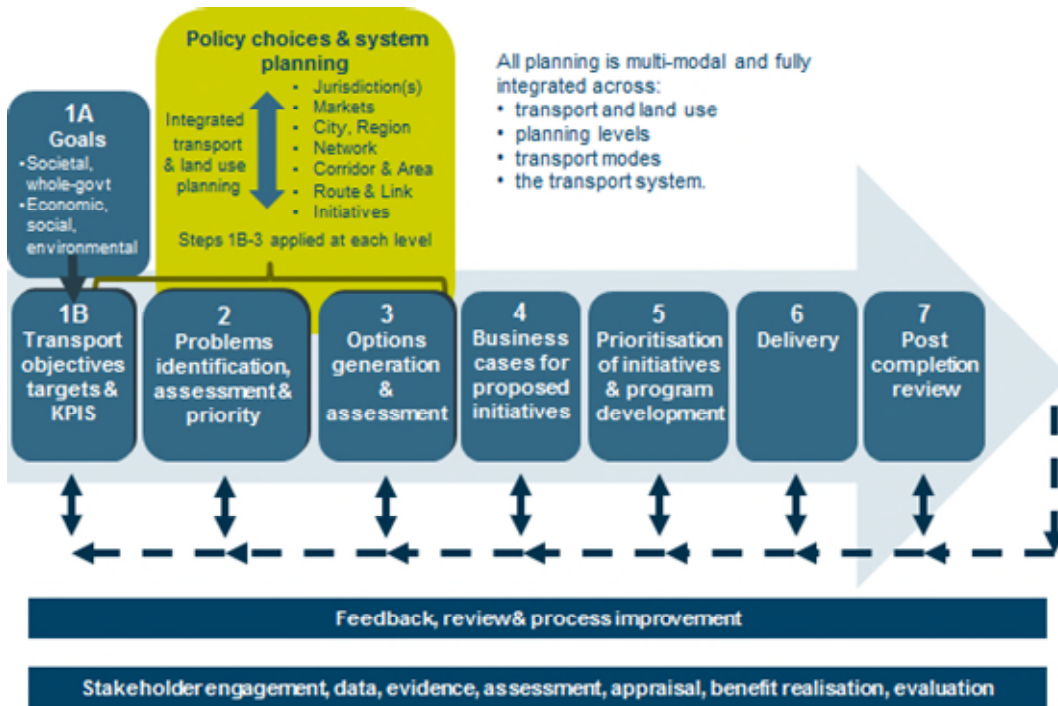 Policy choices & system
planning
Integrated
transport
& land use
planning
• Jurisdiction(s)
• Markets
• City, Region
• Network
• Corridor & Area
• Route & Link
• Initiatives
Steps 1B-3 applied at each level
All planning is multi-modal and fully
integrated across:
• transport and land use
• planning levels
• transport modes
• the transport system.
1A
Goals
•Societal,
whole-govt
•Economic,
social,
environmental
1B
Transport
objectives
targets &
KPIS
2
Problems
identification,
assessment &
priority
3
Options
generation
&
assessment
4
Business
cases for
proposed
initiatives
5
Prioritisation
of initiatives
& program
development
6
Delivery
7
Post
completion
review
Feedback, review & process improvement
Stakeholder engagement, data, evidence, assessment, appraisal, benefit realisation, evaluation